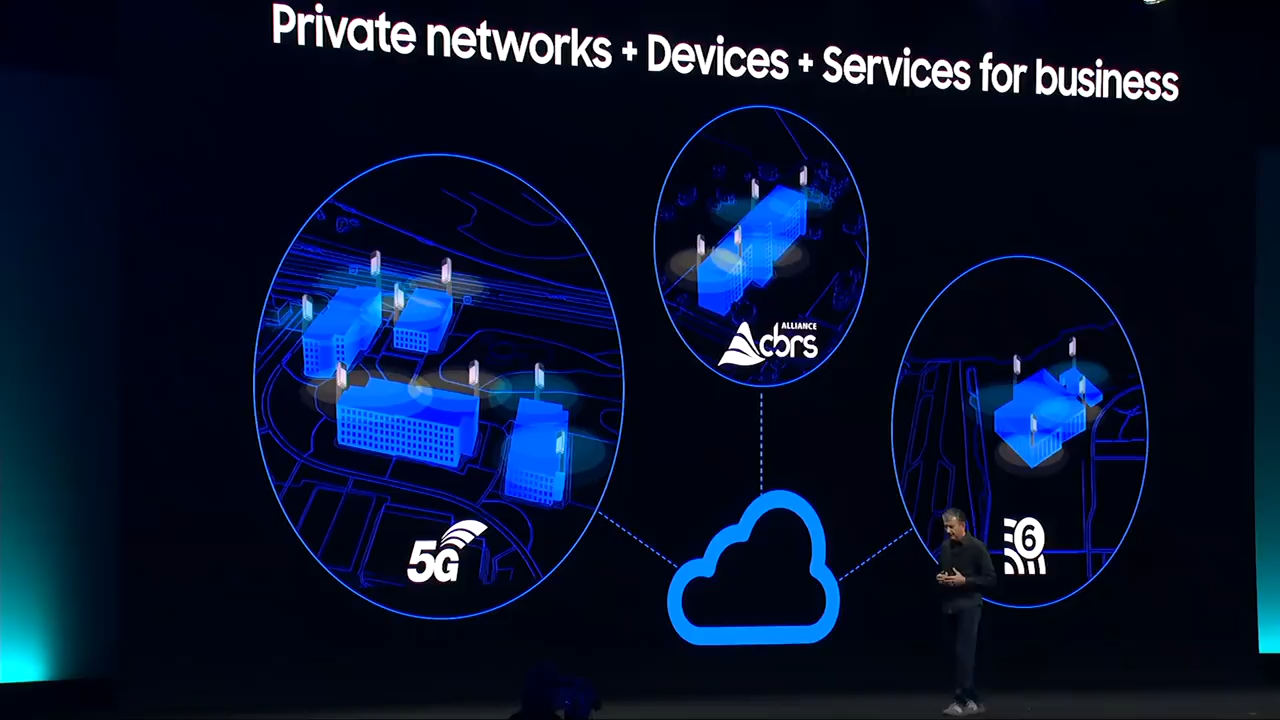 Private networks + Devices + Services for business
ALLIANCE
cbrs
5G
6